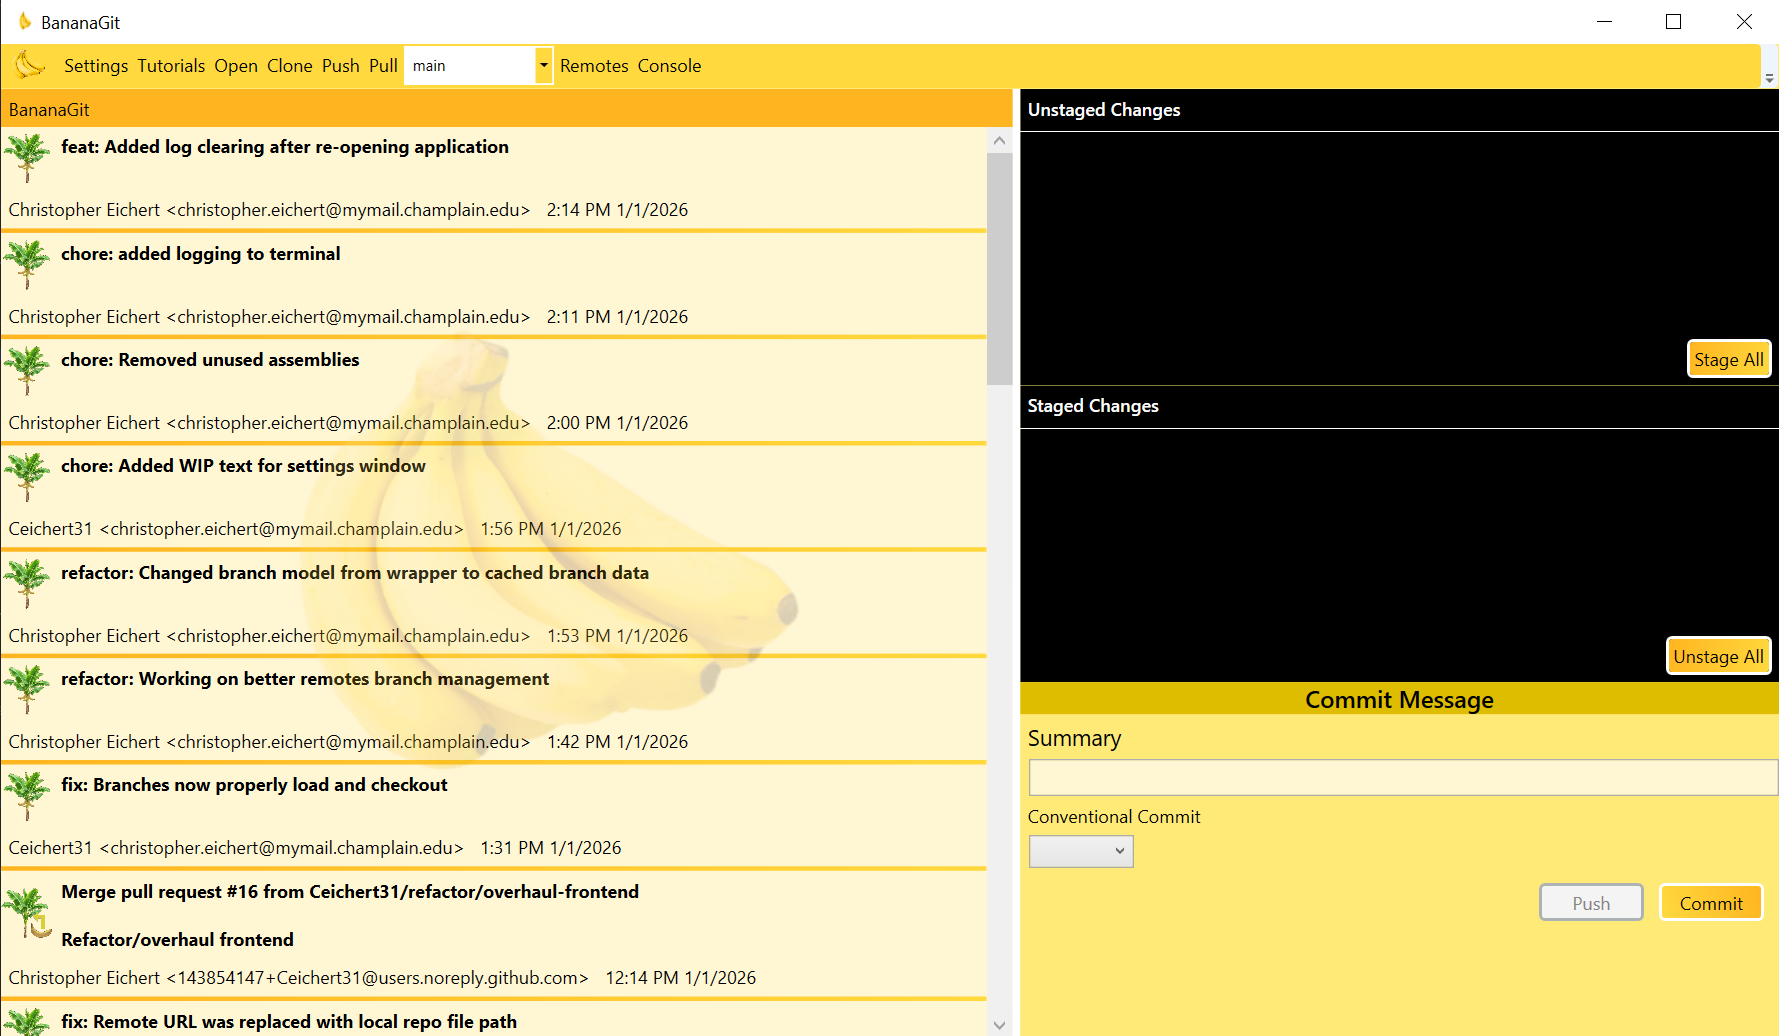 BananaGit
Settings Tutorials Open Clone Push Pull main Remotes Console
BananaGit
feat: Added log clearing after re-opening application
Christopher Eichert <christopher.eichert@mymail.champlain.edu> 2:14 PM 1/1/2026
chore: added logging to terminal
Christopher Eichert <christopher.eichert@mymail.champlain.edu> 2:11 PM 1/1/2026
chore: Removed unused assemblies
Christopher Eichert <christopher.eichert@mymail.champlain.edu> 2:00 PM 1/1/2026
chore: Added WIP text for settings window
Ceichert31 <christopher.eichert@mymail.champlain.edu> 1:56 PM 1/1/2026
refactor: Changed branch model from wrapper to cached branch data
Christopher Eichert <christopher.eichert@mymail.champlain.edu> 1:53 PM 1/1/2026
refactor: Working on better remotes branch management
Christopher Eichert <christopher.eichert@mymail.champlain.edu> 1:42 PM 1/1/2026
fix: Branches now properly load and checkout
Ceichert31 <christopher.eichert@mymail.champlain.edu> 1:31 PM 1/1/2026
Merge pull request #16 from Ceichert31/refactor/overhaul-frontend
Refactor/overhaul frontend
Christopher Eichert <143854147+Ceichert31@users.noreply.github.com> 12:14 PM 1/1/2026
fix: Remote URL was replaced with local repo file path
Unstaged Changes
Stage All
Staged Changes
Unstage All
Commit Message
Summary
Conventional Commit
Push Commit